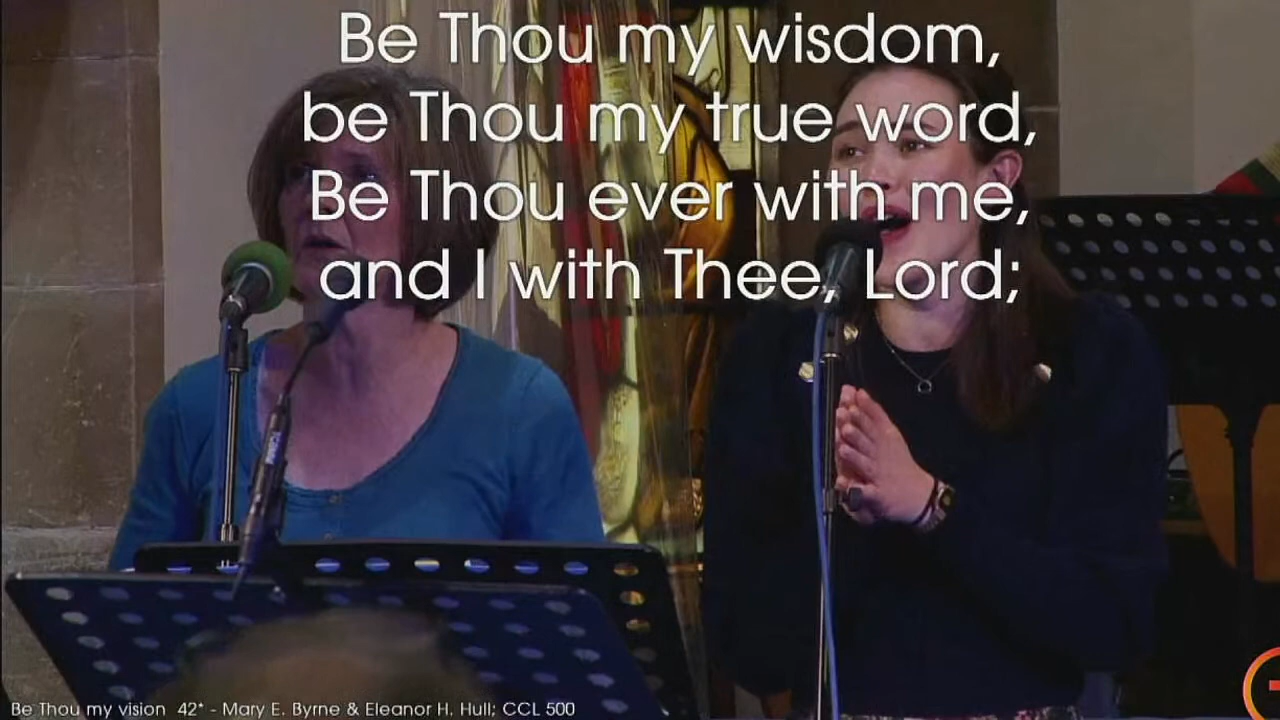 Be Thou my wisdom,
be Thou my true word,
Be Thou ever with me,
and I with Thee, Lord;
Be Thou my vision 42* - Mary E. Byrne & Eleanor H. Hull; CCL 500